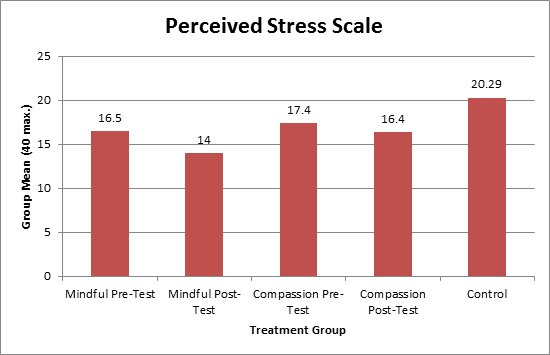 Perceived Stress Scale
Group Mean (40 max.)
25
20
15
10
5
0
16.5
14
17.4
16.4
20.29
Mindful Pre-Test
Mindful Post-
Test
Compassion Pre-
Test
Compassion
Post-Test
Control
Treatment Group